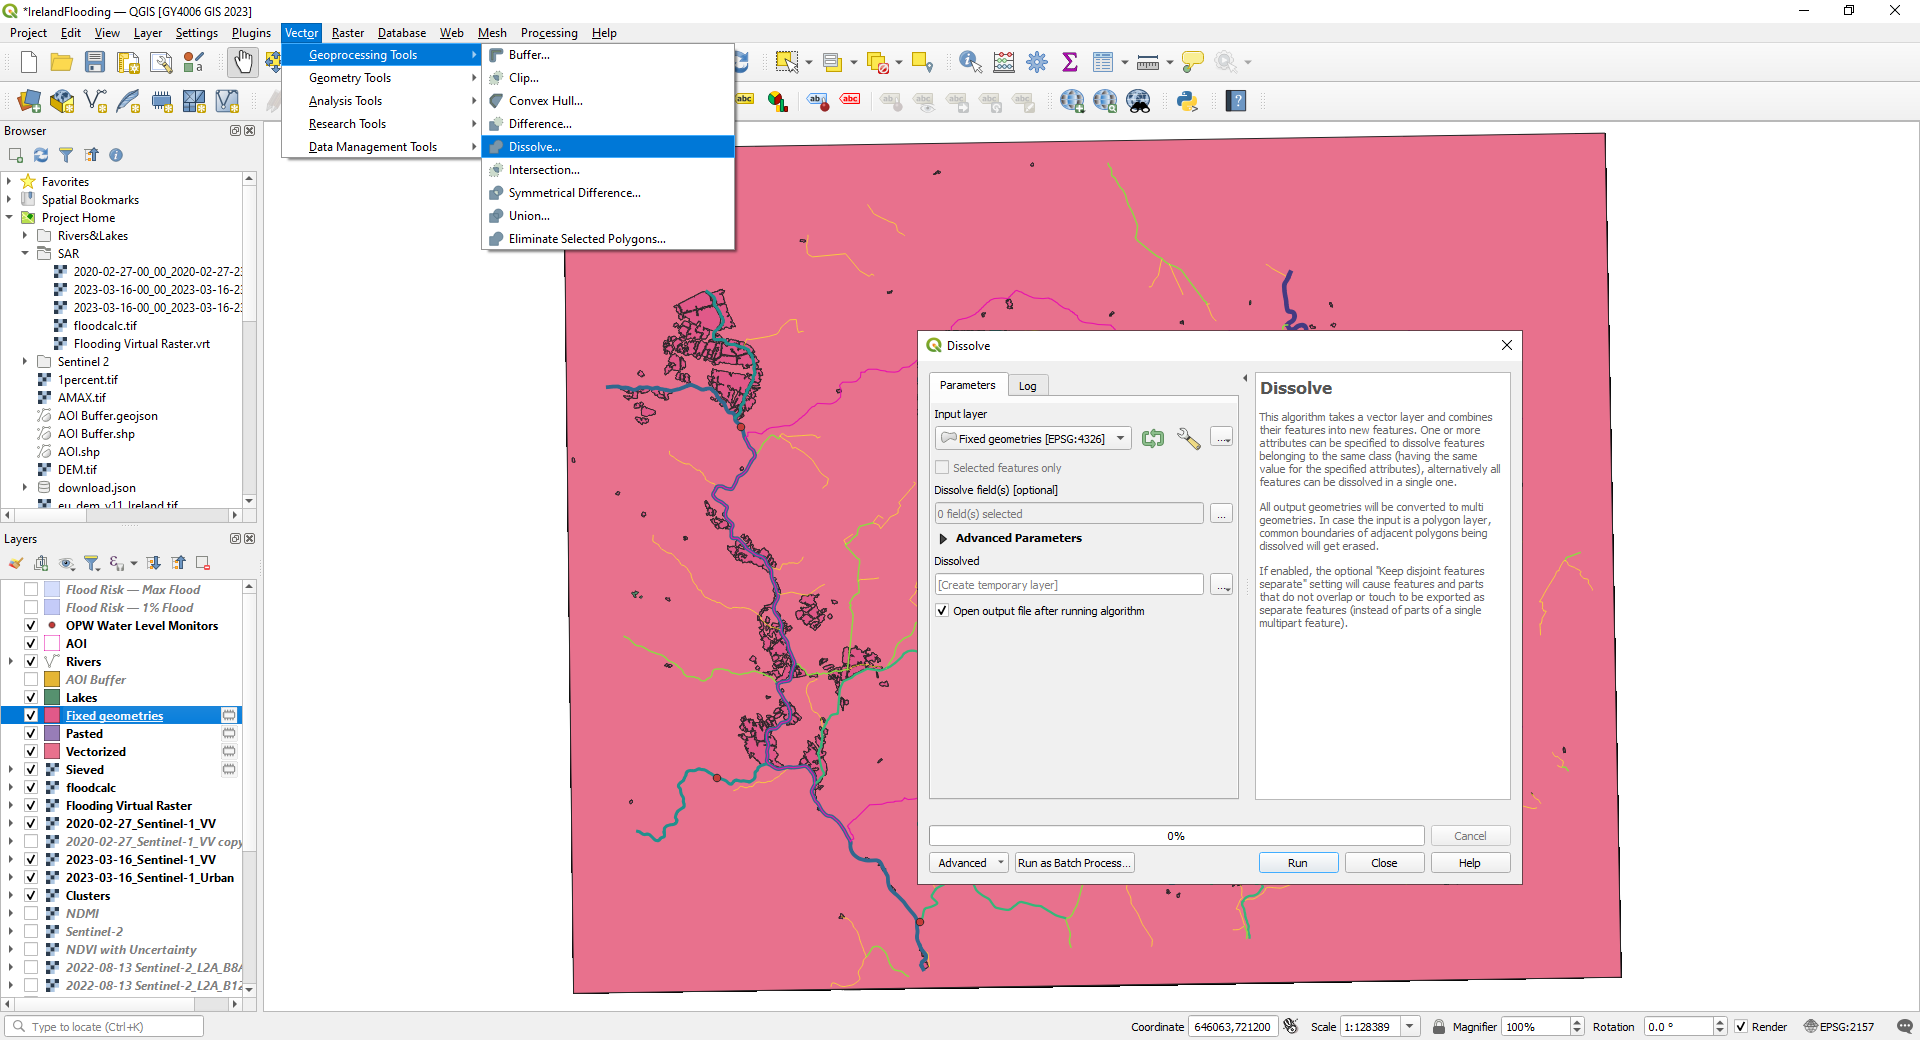 *IrelandFlooding — QGIS [GY4006 GIS 2023]
Project Edit View Layer Settings Plugins Vector Raster Database Web Mesh Processing Help
Geoprocessing Tools
Geometry Tools
Analysis Tools
Research Tools
Data Management Tools
Buffer...
Clip...
Convex Hull...
Difference...
Dissolve...
Intersection...
Symmetrical Difference...
Union...
Eliminate Selected Polygons...
abc abc abc
Browser
Favorites
Spatial Bookmarks
Project Home
Rivers&Lakes
SAR
2020-02-27-00_00_2020-02-27-2
2023-03-16-00_00_2023-03-16-2
2023-03-16-00_00_2023-03-16-2
floodcalc.tif
Flooding Virtual Raster.vrt
Sentinel 2
1percent.tif
AMAX.tif
AOI Buffer.geojson
AOI Buffer.shp
AOI.shp
DEM.tif
download.json
eu_dem_v11_Ireland.tif
Layers
Flood Risk — Max Flood
Flood Risk — 1% Flood
OPW Water Level Monitors
AOI
Rivers
AOI Buffer
Lakes
Fixed geometries
Pasted
Vectorized
Sieved
floodcalc
Flooding Virtual Raster
2020-02-27_Sentinel-1_VV
2020-02-27_Sentinel-1_VV copy
2023-03-16_Sentinel-1_VV
2023-03-16_Sentinel-1_Urban
Clusters
NDMI
Sentinel-2
NDVI with Uncertainty
2022-08-13 Sentinel-2_L2A_B8A
2022-08-13 Sentinel-2_L2A_B12
Dissolve
Parameters Log
Input layer
Fixed geometries [EPSG:4326]
Selected features only
Dissolve field(s) [optional]
0 field(s) selected
Advanced Parameters
Dissolved
[Create temporary layer]
Open output file after running algorithm
Dissolve
This algorithm takes a vector layer and combines
their features into new features. One or more
attributes can be specified to dissolve features
belonging to the same class (having the same
value for the specified attributes), alternatively all
features can be dissolved in a single one.
All output geometries will be converted to multi
geometries. In case the input is a polygon layer,
common boundaries of adjacent polygons being
dissolved will get erased.
If enabled, the optional "Keep disjoint features
separate" setting will cause features and parts
that do not overlap or touch to be exported as
separate features (instead of parts of a single
multipart feature).
0% Cancel
Advanced Run as Batch Process... Run Close Help
Type to locate (Ctrl+K) Coordinate 646063,721200 Scale 1:128389 Magnifier 100% Rotation 0.0 ° Render EPSG:2157